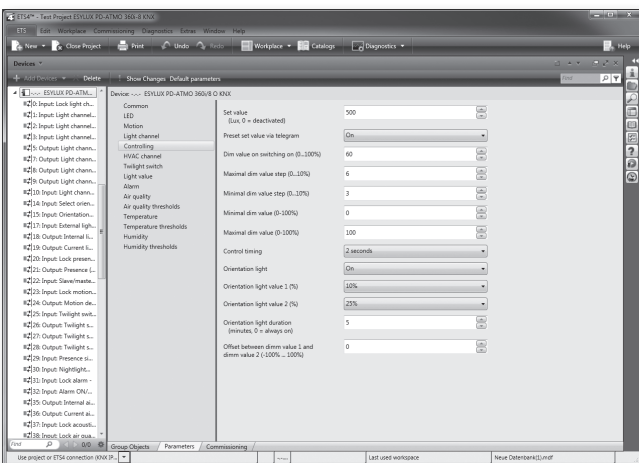 ETS4™ - Test Project ESYLUX PD-ATMO 360i-8 KNX
ETS Edit Workplace Commissioning Diagnostics Extras Window Help
New Close Project Print Undo Redo Workplace Catalogs Diagnostics Help
Devices
Add Devices Delete Show Changes Default parameters Find
-.-.- ESYLUX PD-ATM...
0: Input: Lock light ch...
1: Input: Light channel...
2: Input: Light channel...
3: Input: Light channel...
5: Output: Light chann...
7: Output: Light chann...
8: Output: Light chann...
9: Output: Light chann...
10: Input: Light chann...
14: Input: Select orien...
15: Input: Orientation...
17: Input: External ligh...
18: Output: Internal li...
19: Output: Current li...
20: Input: Lock presen...
21: Output: Presence (...
22: Input: Slave/maste...
23: Input: Lock motion...
24: Output: Motion de...
25: Input: Twilight swit...
26: Output: Twilight s...
27: Output: Twilight s...
28: Output: Twilight s...
29: Input: Presence si...
30: Input: Nightlight...
31: Input: Lock alarm -
32: Input: Alarm ON/...
35: Output: Internal ai...
36: Output: Current ai...
37: Input: Lock acousti...
38: Input: Lock air qua...
Find 0/0
Device: -.-.- ESYLUX PD-ATMO 360i/8 O KNX
Common
LED
Motion
Light channel
Controlling
HVAC channel
Twilight switch
Light value
Alarm
Air quality
Air quality thresholds
Temperature
Temperature thresholds
Humidity
Humidity thresholds
Set value 500
(Lux, 0 = deactivated)
Preset set value via telegram On
Dim value on switching on (0...100%) 60
Maximal dim value step (0...10%) 6
Minimal dim value step (0...10%) 3
Minimal dim value (0-100%) 0
Maximal dim value (0-100%) 100
Control timing 2 seconds
Orientation light On
Orientation light value 1 (%) 10%
Orientation light value 2 (%) 25%
Orientation light duration 5
(minutes, 0 = always on)
Offset between dimm value 1 and 0
dimm value 2 (-100% ... 100%)
Group Objects Parameters Commissioning
Use project or ETS4 connection (KNX IP... Last used workspace Neue Datenbank(1).mdf